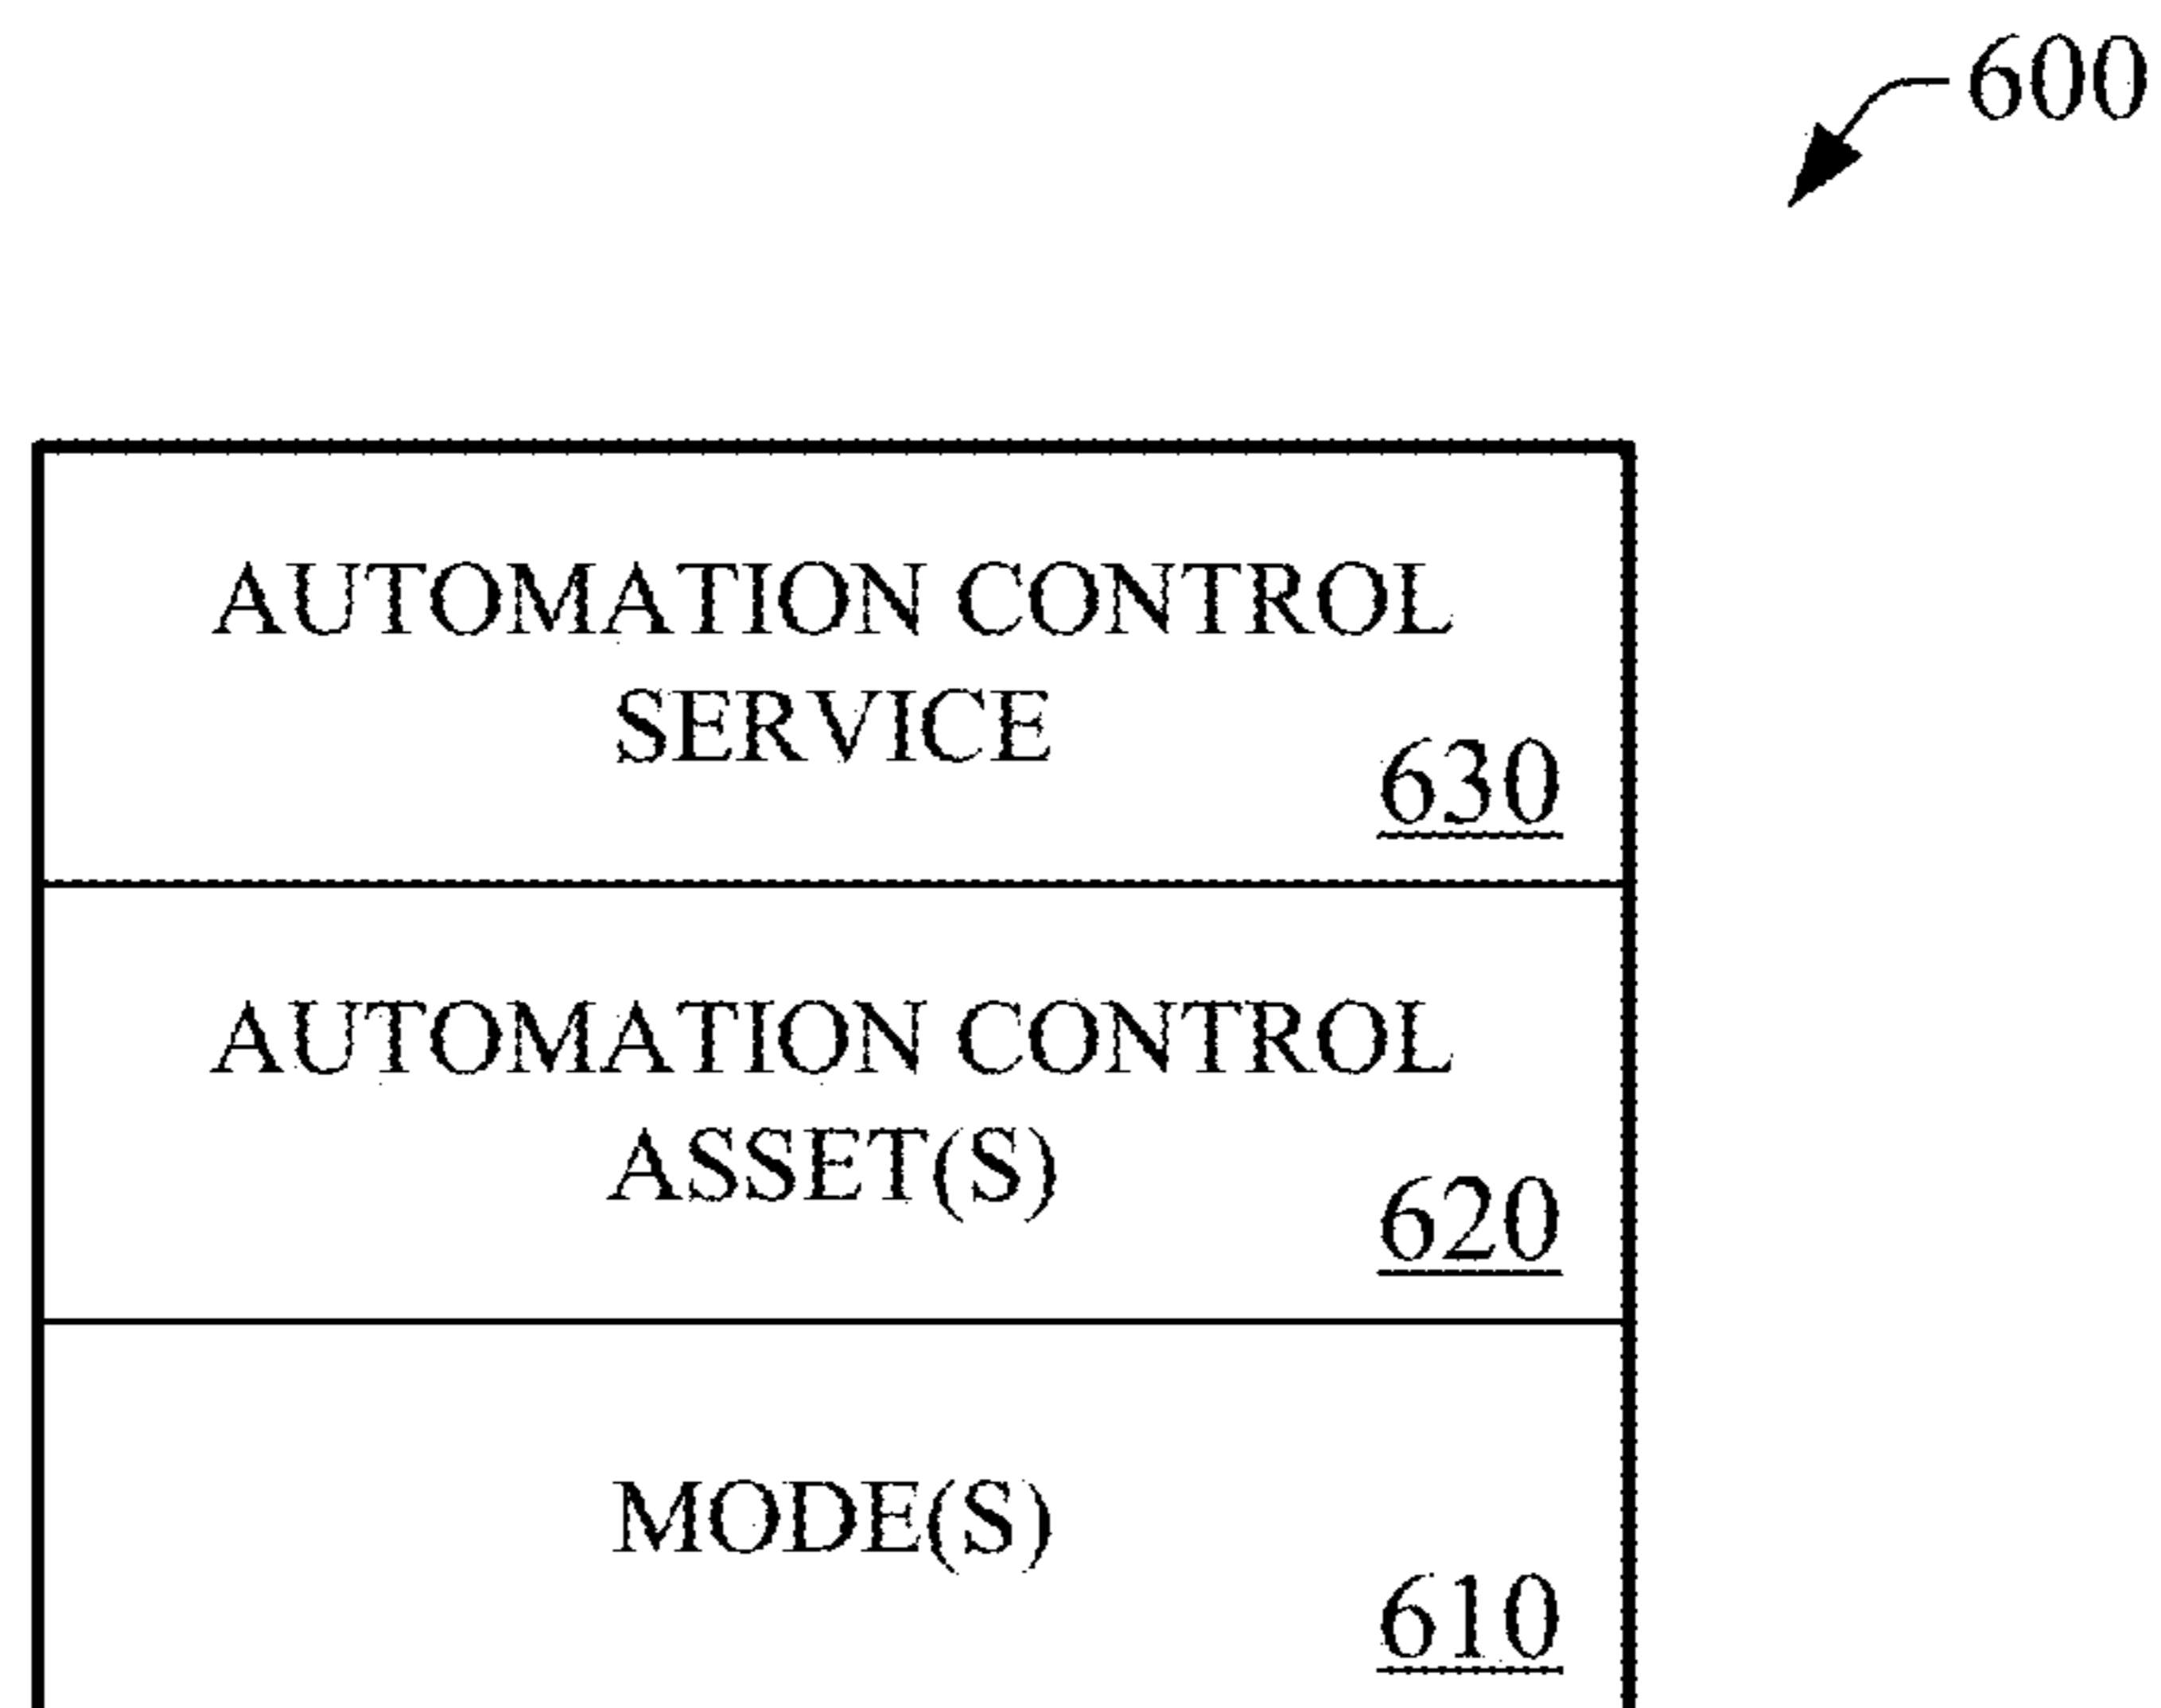 600
AUTOMATION CONTROL
SERVICE
630
AUTOMATION CONTROL
ASSET(S)
620
MODE(S)
610